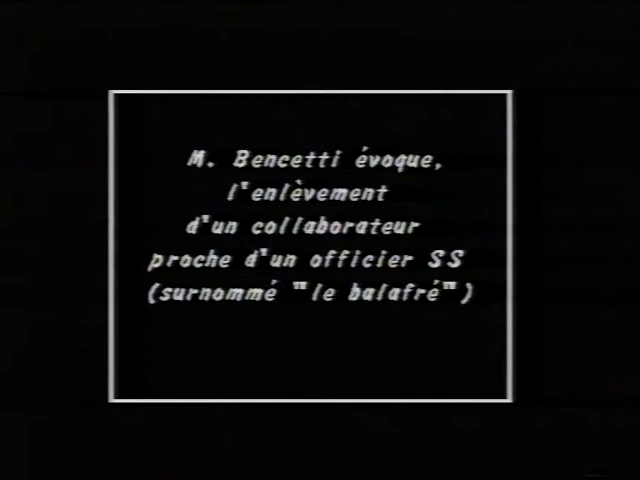 M. Bencetti évoque,
l'enlèvement
d'un collaborateur
proche d'un officier SS
(surnommé "le balafré")